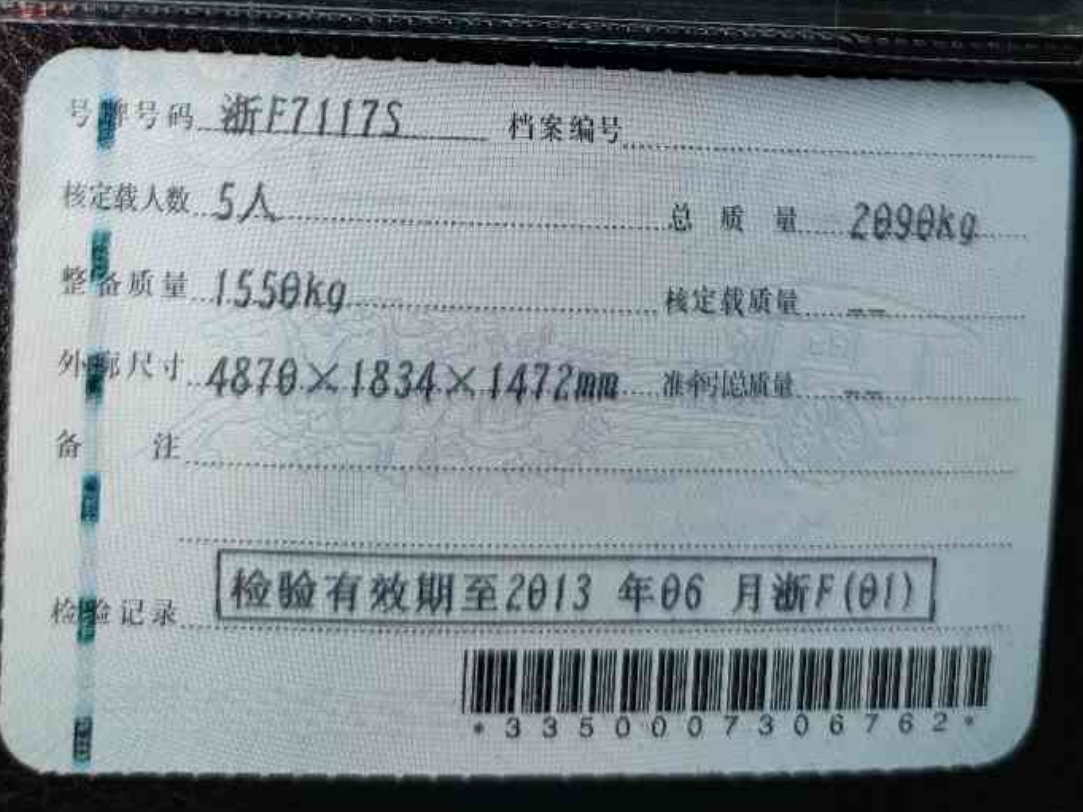 号牌号码 浙F7117S 档案编号
核定载人数 5人 总质量 2090kg
整备质量 1550kg 核定载质量 --
外廓尺寸 4870×1834×1472mm 准牵引总质量 --
备注
检验记录 检验有效期至2013 年06 月浙F(01)
*3350007306762*